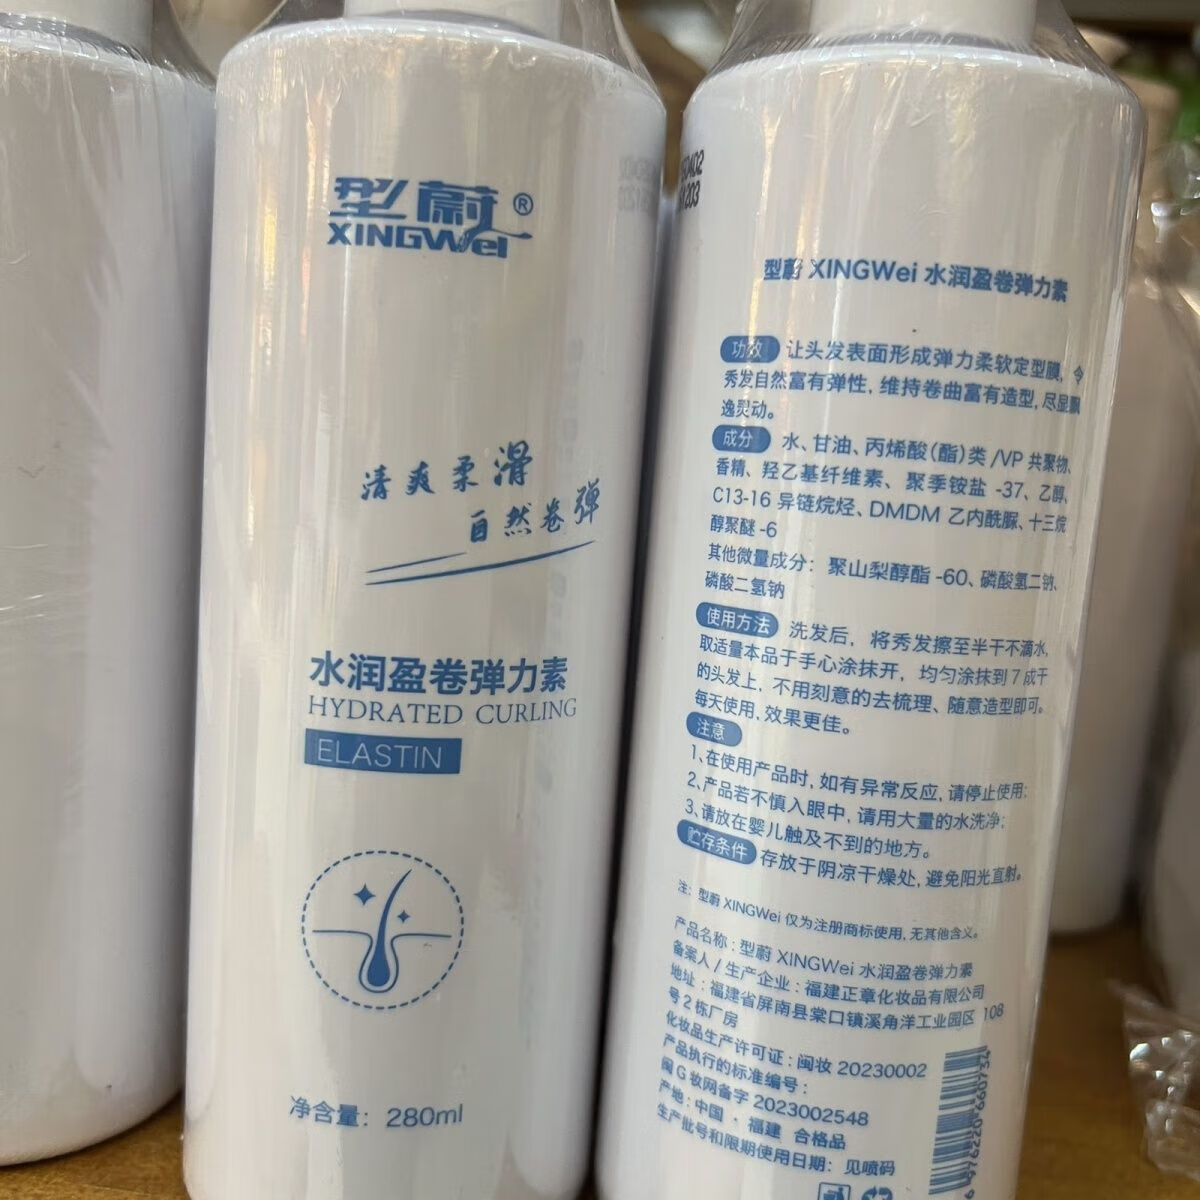 型蔚®
XINGWei
清爽柔滑
自然卷弹
水润盈卷弹力素
HYDRATED CURLING
ELASTIN
净含量：280ml
型蔚 XINGWei 水润盈卷弹力素
功效 让头发表面形成弹力柔软定型膜，令
秀发自然富有弹性，维持卷曲富有造型，尽显飘
逸灵动。
成分 水、甘油、丙烯酸(酯)类/VP共聚物、
香精、羟乙基纤维素、聚季铵盐-37、乙醇、
C13-16 异链烷烃、DMDM 乙内酰脲、十三烷
醇聚醚-6
其他微量成分：聚山梨醇酯-60、磷酸氢二钠、
磷酸二氢钠
使用方法 洗发后，将秀发擦至半干不滴水，
取适量本品于手心涂抹开，均匀涂抹到7成干
的头发上，不用刻意的去梳理、随意造型即可。
每天使用，效果更佳。
注意
1、在使用产品时，如有异常反应，请停止使用；
2、产品若不慎入眼中，请用大量的水洗净；
3、请放在婴儿触及不到的地方。
贮存条件 存放于阴凉干燥处，避免阳光直射。
注：型蔚 XINGWei 仅为注册商标使用，无其他含义。
产品名称：型蔚 XINGWei 水润盈卷弹力素
备案人/生产企业：福建正章化妆品有限公司
地址：福建省屏南县棠口镇溪角洋工业园区 108
号2栋厂房
化妆品生产许可证：闽妆 20230002
产品执行的标准编号：
闽G妆网备字 2023002548
产地：中国·福建 合格品
生产批号和限期使用日期：见喷码
6 976220 660734